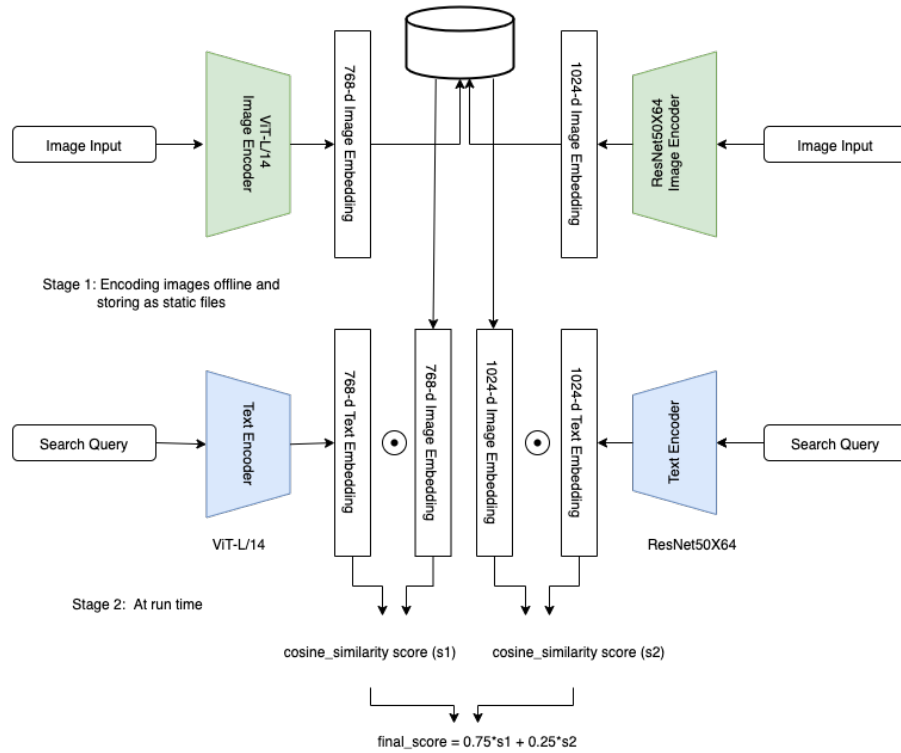 Image Input
ViT-L/14
Image Encoder
768-d Image Embedding
1024-d Image Embedding
ResNet50X64
Image Encoder
Image Input
Stage 1: Encoding images offline and
storing as static files
Search Query
Text Encoder
768-d Text Embedding
768-d Image Embedding
1024-d Image Embedding
1024-d Text Embedding
Text Encoder
Search Query
ViT-L/14
ResNet50X64
Stage 2: At run time
cosine_similarity score (s1)
cosine_similarity score (s2)
final_score = 0.75*s1 + 0.25*s2